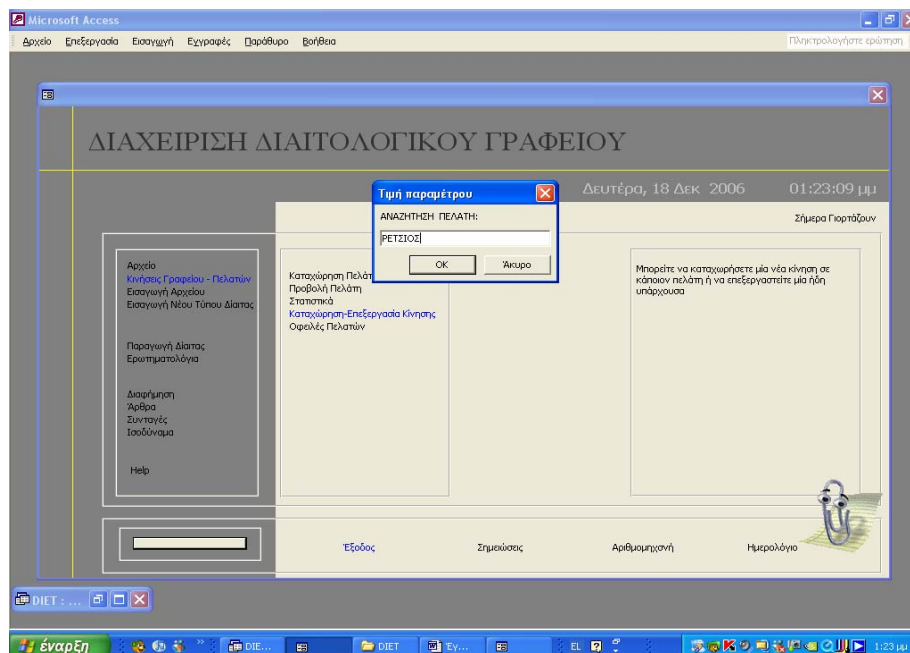 Microsoft Access
Αρχείο Επεξεργασία Εισαγωγή Εγγραφές Παράθυρο Βοήθεια
Πληκτρολογήστε ερώτηση
ΔΙΑΧΕΙΡΙΣΗ ΔΙΑΙΤΟΛΟΓΙΚΟΥ ΓΡΑΦΕΙΟΥ
Δευτέρα, 18 Δεκ 2006 01:23:09 μμ
Σήμερα Γιορτάζουν
Τιμή παραμέτρου
ΑΝΑΖΗΤΗΣΗ ΠΕΛΑΤΗ:
ΡΕΤΣΙΟΣ
OK Άκυρο
Αρχείο
Κινήσεις Γραφείου - Πελατών
Εισαγωγή Αρχείου
Εισαγωγή Νέου Τύπου Δίαιτας
Παραγωγή Δίαιτας
Ερωτηματολόγια
Διαφήμηση
Άρθρα
Συνταγές
Ισοδύναμα
Help
Καταχώρηση Πελάτ
Προβολή Πελάτη
Στατιστικά
Καταχώρηση-Επεξεργασία Κίνησης
Οφειλές Πελατών
Μπορείτε να καταχωρήσετε μία νέα κίνηση σε
κάποιον πελάτη ή να επεξεργαστείτε μία ήδη
υπάρχουσα
Έξοδος Σημειώσεις Αριθμομηχανή Ημερολόγιο
DIET : ...
έναρξη DIE... DIET Έγ... EL 1:23 μμ